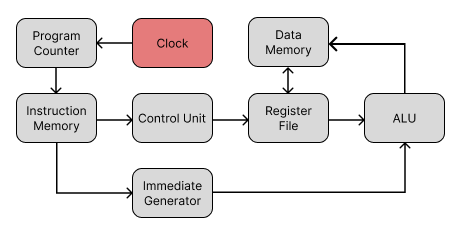 Program
Counter
Clock
Data
Memory
Instruction
Memory
Control Unit
Register
File
ALU
Immediate
Generator